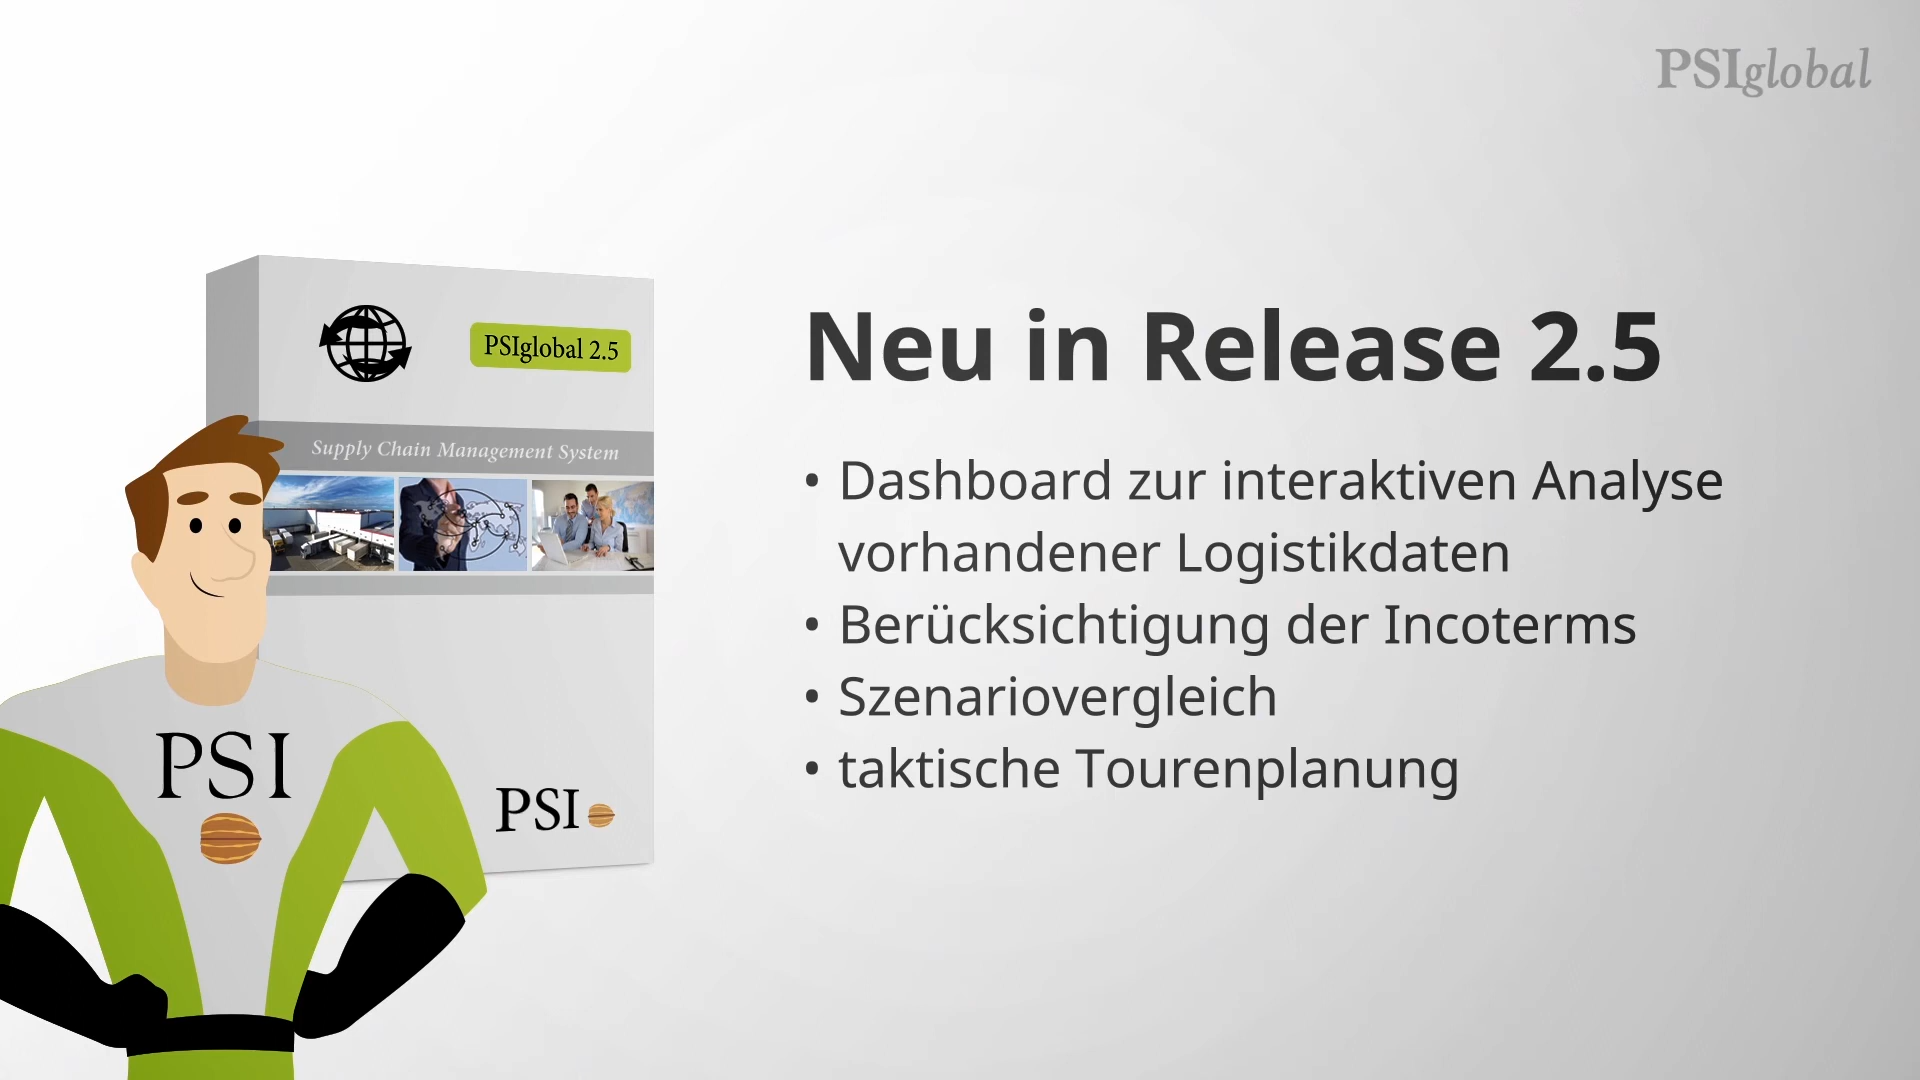 PSIglobal
PSIglobal 2.5
Supply Chain Management System
PSI
PSI
Neu in Release 2.5
• Dashboard zur interaktiven Analyse
vorhandener Logistikdaten
• Berücksichtigung der Incoterms
• Szenariovergleich
• taktische Tourenplanung